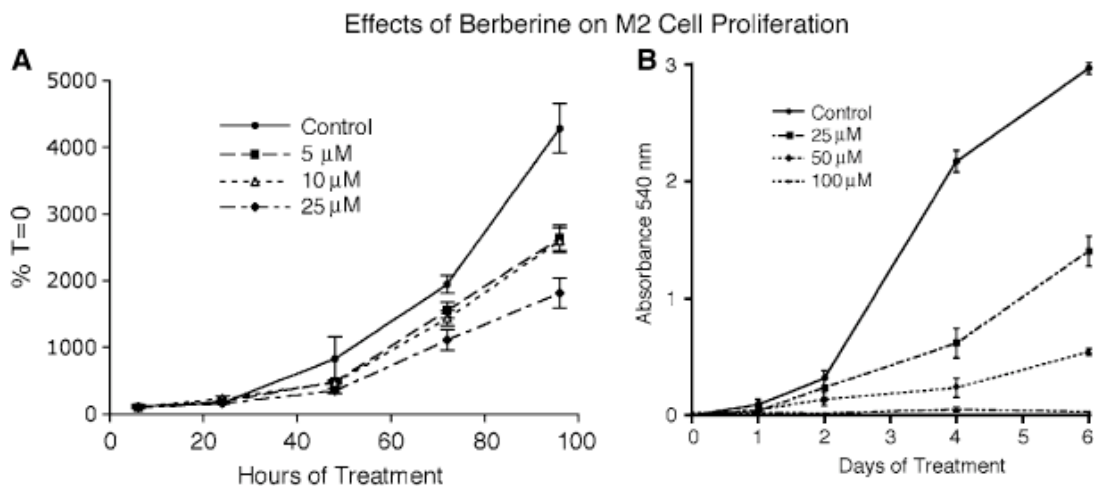 Effects of Berberine on M2 Cell Proliferation
A
5000
4000
3000
2000
1000
0
% T=0
Control
5 µM
10 µM
25 µM
0 20 40 60 80 100
Hours of Treatment
B
3
2
1
0
Absorbance 540 nm
Control
25 µM
50 µM
100 µM
0 1 2 4 5 6
Days of Treatment